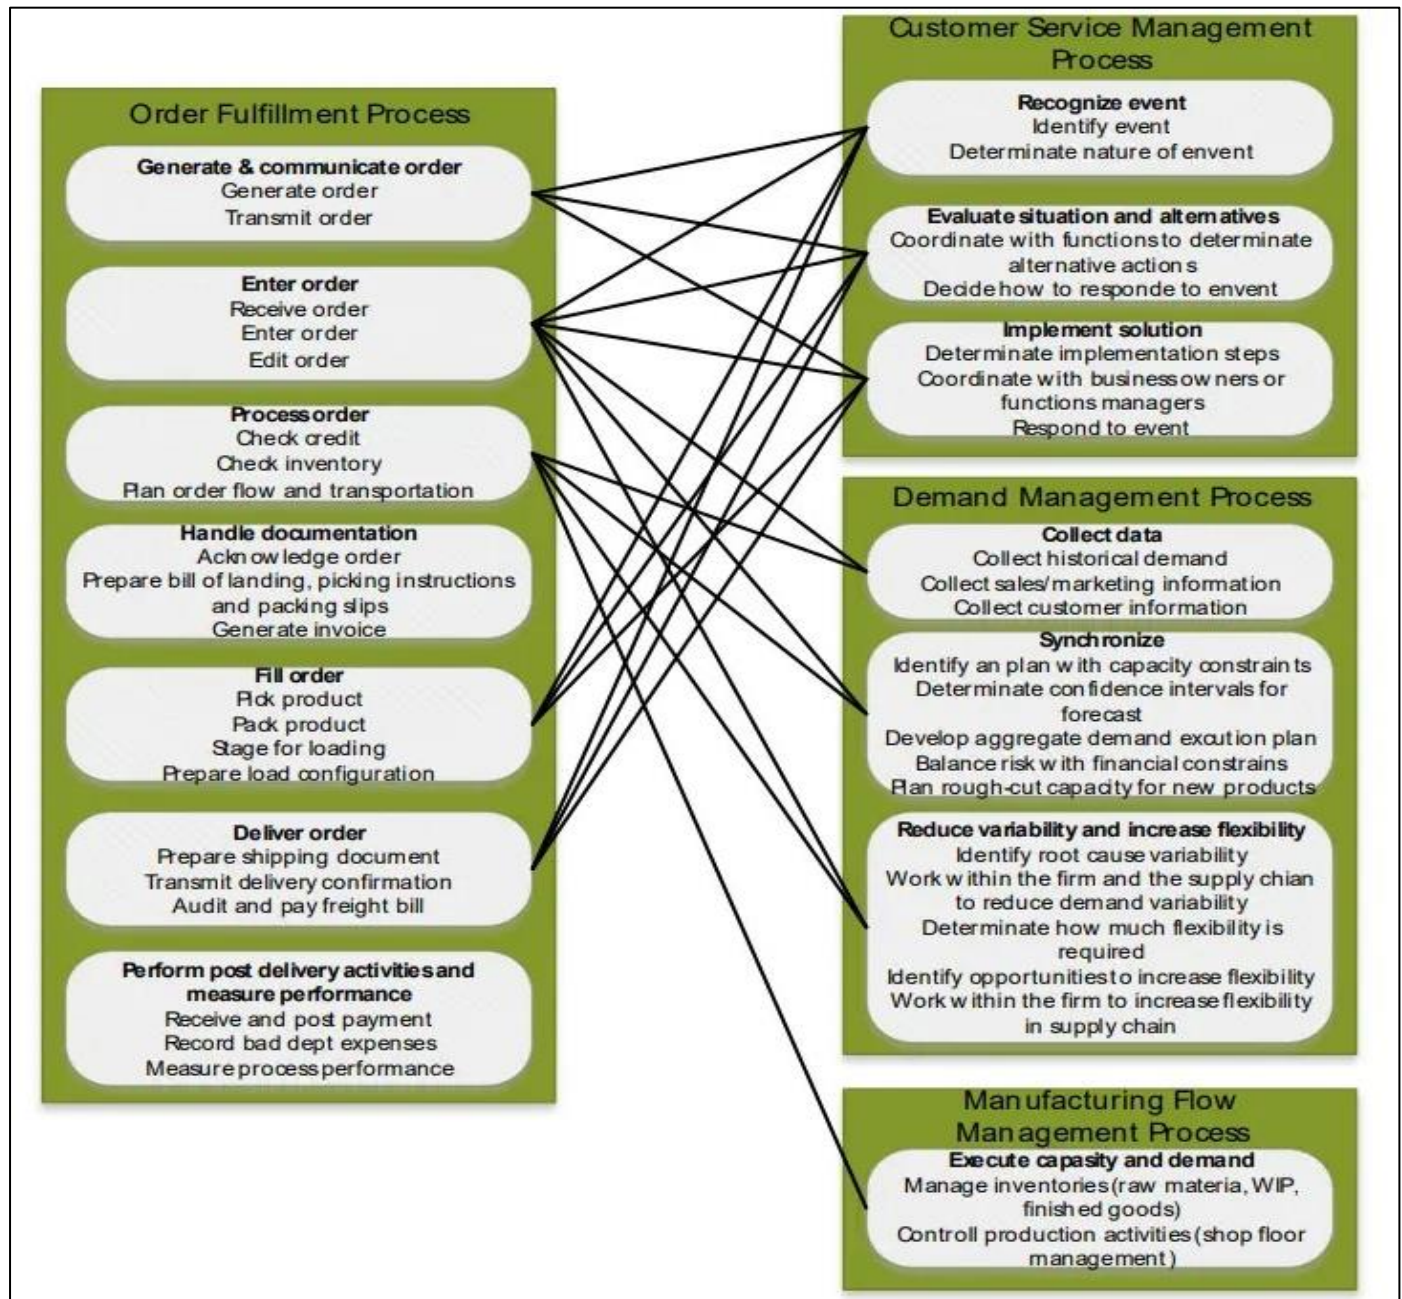 Order Fulfillment Process
Generate & communicate order
Generate order
Transmit order
Enter order
Receive order
Enter order
Edit order
Process order
Check credit
Check inventory
Plan order flow and transportation
Handle documentation
Acknowledge order
Prepare bill of landing, picking instructions
and packing slips
Generate invoice
Fill order
Pick product
Pack product
Stage for loading
Prepare load configuration
Deliver order
Prepare shipping document
Transmit delivery confirmation
Audit and pay freight bill
Perform post delivery activities and
measure performance
Receive and post payment
Record bad dept expenses
Measure process performance
Customer Service Management
Process
Recognize event
Identify event
Determinate nature of envent
Evaluate situation and alternatives
Coordinate with functions to determinate
alternative actions
Decide how to responde to envent
Implement solution
Determinate implementation steps
Coordinate with business owners or
functions managers
Respond to event
Demand Management Process
Collect data
Collect historical demand
Collect sales/marketing information
Collect customer information
Synchronize
Identify an plan with capacity constraints
Determinate confidence intervals for
forecast
Develop aggregate demand excution plan
Balance risk with financial constrains
Plan rough-cut capacity for new products
Reduce variability and increase flexibility
Identify root cause variability
Work within the firm and the supply chian
to reduce demand variability
Determinate how much flexibility is
required
Identify opportunities to increase flexibility
Work within the firm to increase flexibility
in supply chain
Manufacturing Flow
Management Process
Execute capasity and demand
Manage inventories (raw materia, WIP,
finished goods)
Controll production activities (shop floor
management)